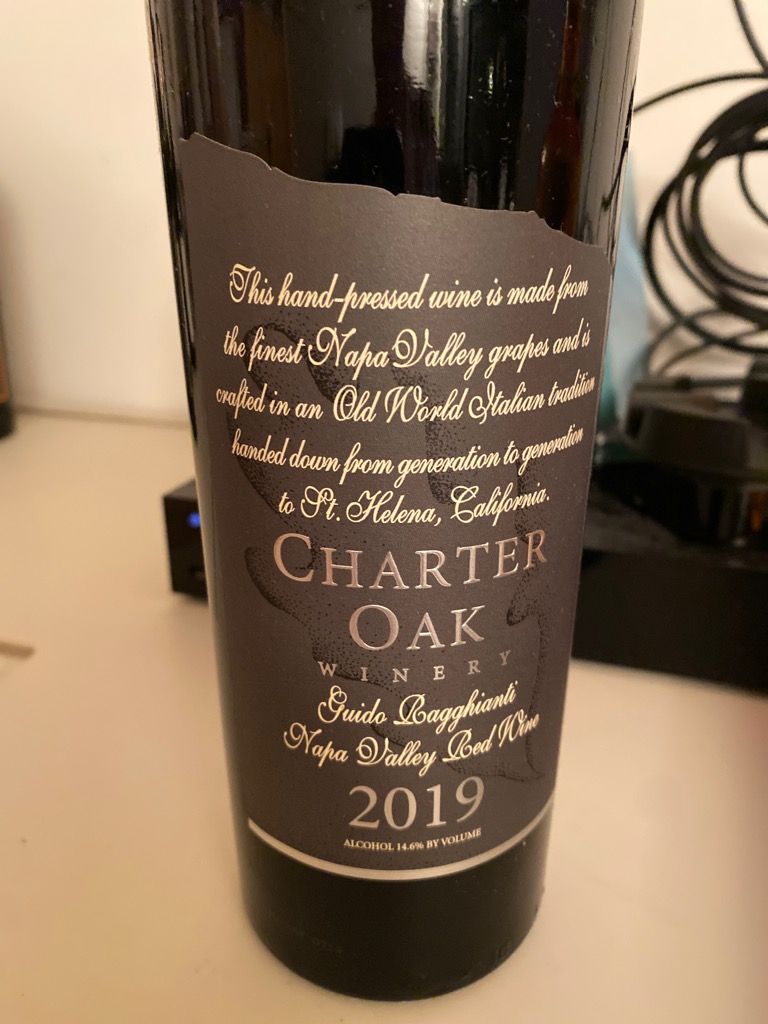 This hand-pressed wine is made from
the finest Napa Valley grapes and is
crafted in an Old World Italian tradition
handed down from generation to generation
to St. Helena, California.
CHARTER
OAK
WINERY
Guido Ragghianti
Napa Valley Red Wine
2019
ALCOHOL 14.6% BY VOLUME